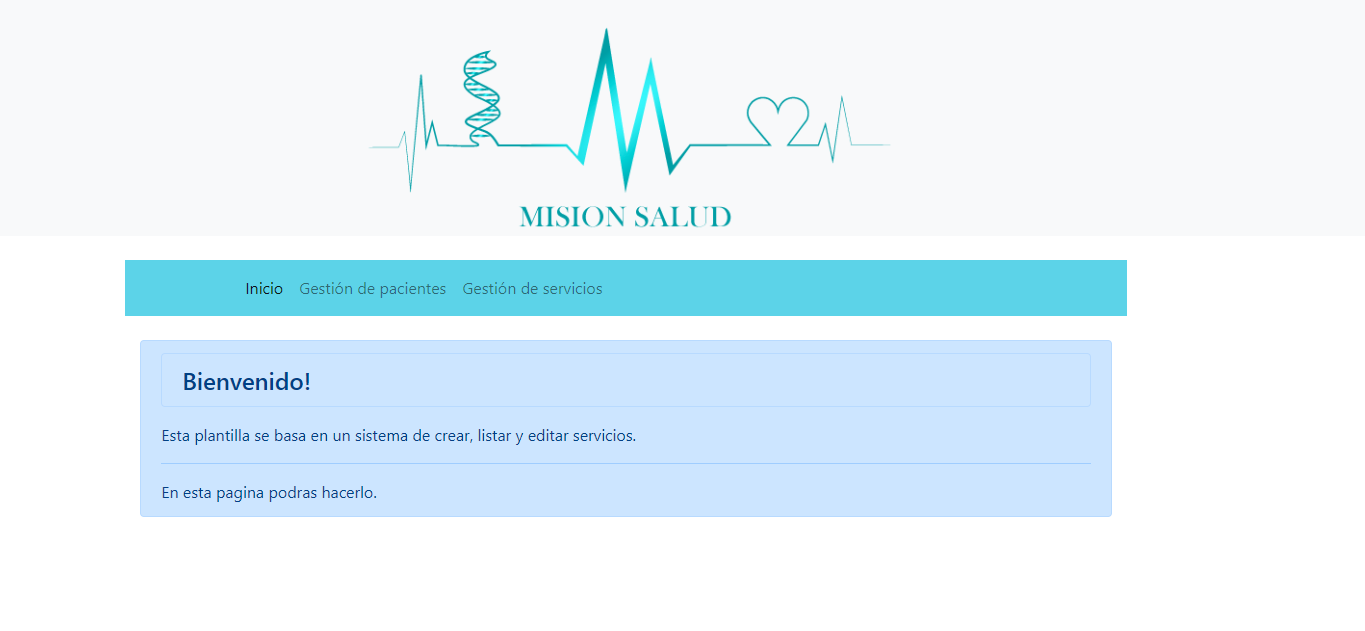 MISION SALUD
Inicio Gestión de pacientes Gestión de servicios
Bienvenido!
Esta plantilla se basa en un sistema de crear, listar y editar servicios.
En esta pagina podras hacerlo.